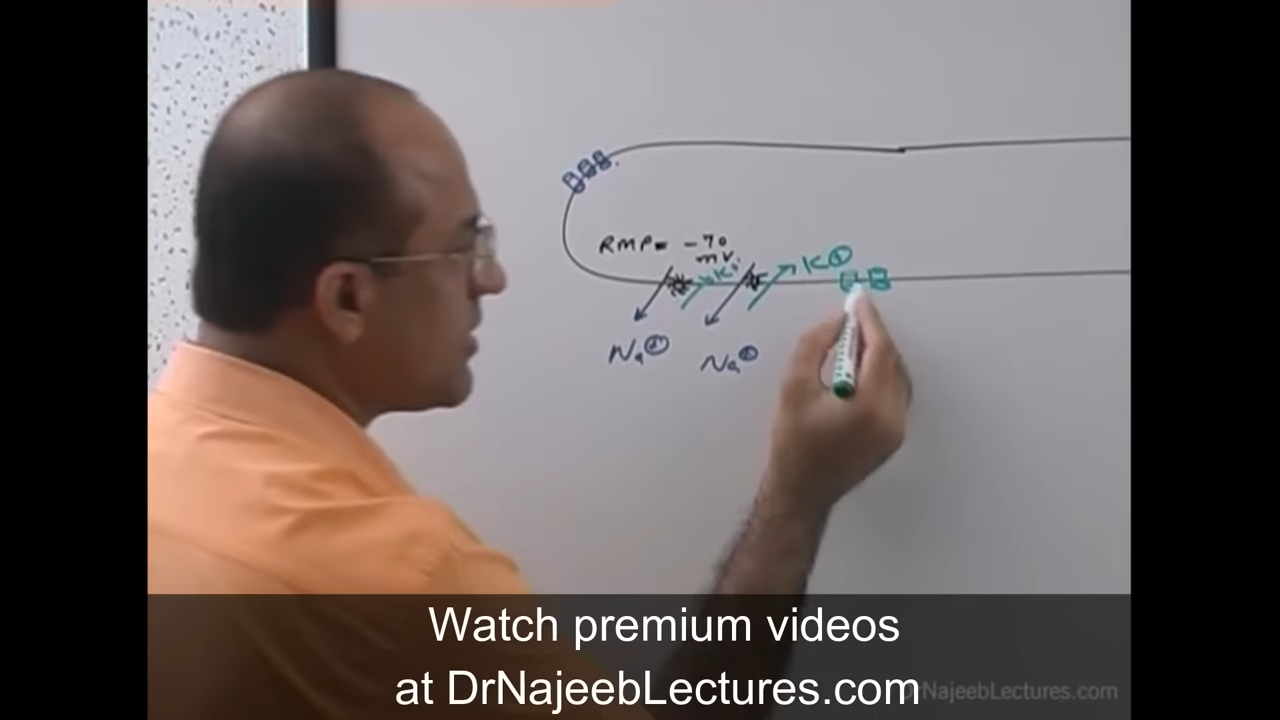 RMP= -70
mV
K+
K+
Na+
Na+
Watch premium videos
at DrNajeebLectures.com
DrNajeebLectures.com